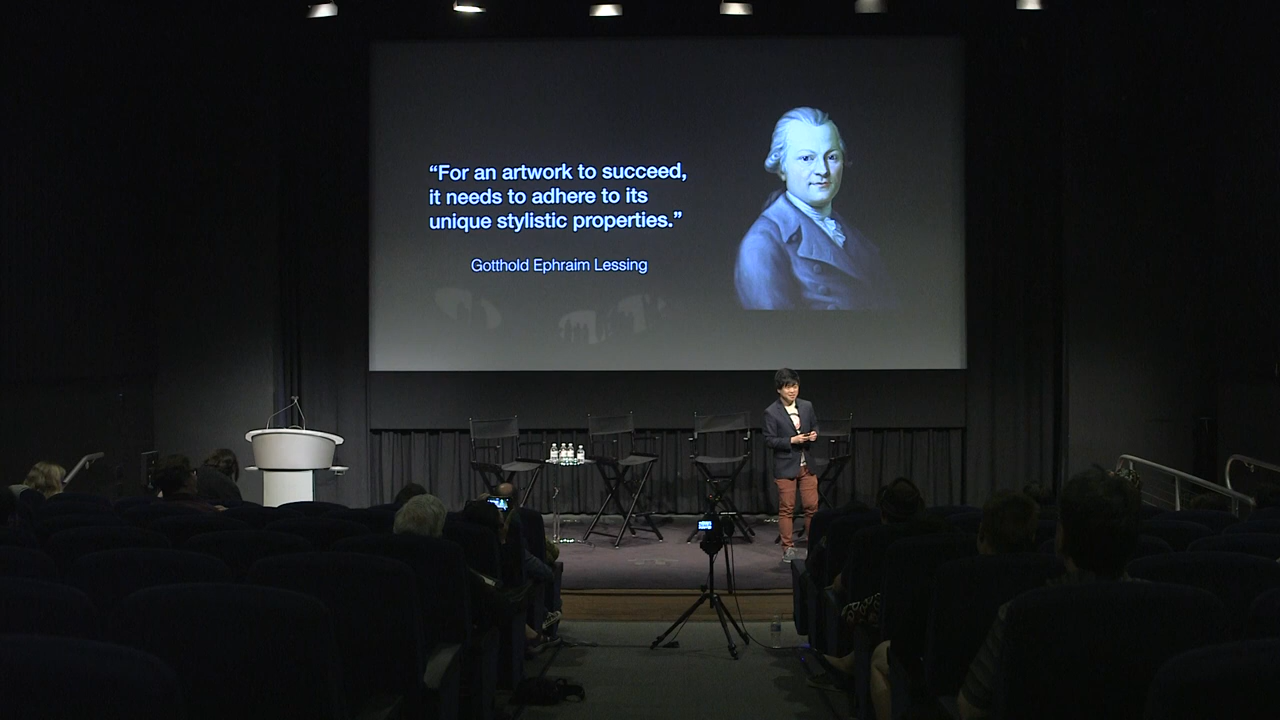 “For an artwork to succeed,
it needs to adhere to its
unique stylistic properties.”
Gotthold Ephraim Lessing